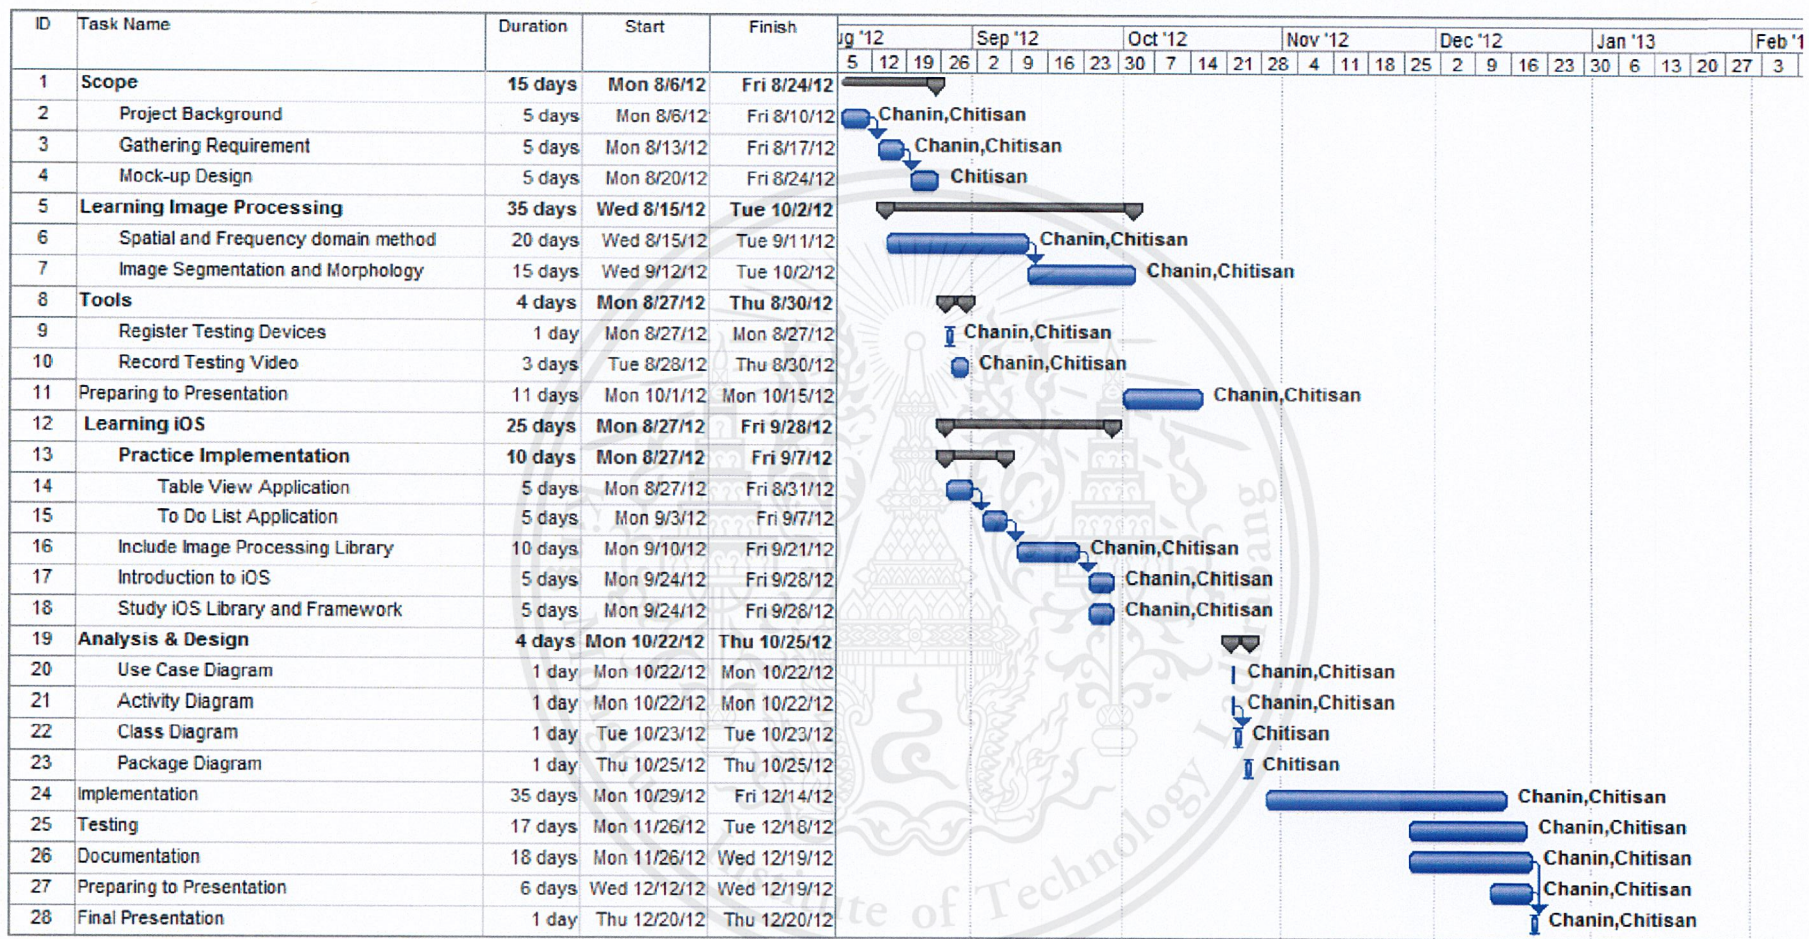 ID Task Name Duration Start Finish ug '12 Sep '12 Oct '12 Nov '12 Dec '12 Jan '13 Feb '1
5 12 19 26 2 9 16 23 30 7 14 21 28 4 11 18 25 2 9 16 23 30 6 13 20 27 3
1 Scope 15 days Mon 8/6/12 Fri 8/24/12
2 Project Background 5 days Mon 8/6/12 Fri 8/10/12 Chanin,Chitisan
3 Gathering Requirement 5 days Mon 8/13/12 Fri 8/17/12 Chanin,Chitisan
4 Mock-up Design 5 days Mon 8/20/12 Fri 8/24/12 Chitisan
5 Learning Image Processing 35 days Wed 8/15/12 Tue 10/2/12
6 Spatial and Frequency domain method 20 days Wed 8/15/12 Tue 9/11/12 Chanin,Chitisan
7 Image Segmentation and Morphology 15 days Wed 9/12/12 Tue 10/2/12 Chanin,Chitisan
8 Tools 4 days Mon 8/27/12 Thu 8/30/12
9 Register Testing Devices 1 day Mon 8/27/12 Mon 8/27/12 Chanin,Chitisan
10 Record Testing Video 3 days Tue 8/28/12 Thu 8/30/12 Chanin,Chitisan
11 Preparing to Presentation 11 days Mon 10/1/12 Mon 10/15/12 Chanin,Chitisan
12 Learning iOS 25 days Mon 8/27/12 Fri 9/28/12
13 Practice Implementation 10 days Mon 8/27/12 Fri 9/7/12
14 Table View Application 5 days Mon 8/27/12 Fri 8/31/12
15 To Do List Application 5 days Mon 9/3/12 Fri 9/7/12
16 Include Image Processing Library 10 days Mon 9/10/12 Fri 9/21/12 Chanin,Chitisan
17 Introduction to iOS 5 days Mon 9/24/12 Fri 9/28/12 Chanin,Chitisan
18 Study iOS Library and Framework 5 days Mon 9/24/12 Fri 9/28/12 Chanin,Chitisan
19 Analysis & Design 4 days Mon 10/22/12 Thu 10/25/12
20 Use Case Diagram 1 day Mon 10/22/12 Mon 10/22/12 Chanin,Chitisan
21 Activity Diagram 1 day Mon 10/22/12 Mon 10/22/12 Chanin,Chitisan
22 Class Diagram 1 day Tue 10/23/12 Tue 10/23/12 Chitisan
23 Package Diagram 1 day Thu 10/25/12 Thu 10/25/12 Chitisan
24 Implementation 35 days Mon 10/29/12 Fri 12/14/12 Chanin,Chitisan
25 Testing 17 days Mon 11/26/12 Tue 12/18/12 Chanin,Chitisan
26 Documentation 18 days Mon 11/26/12 Wed 12/19/12 Chanin,Chitisan
27 Preparing to Presentation 6 days Wed 12/12/12 Wed 12/19/12 Chanin,Chitisan
28 Final Presentation 1 day Thu 12/20/12 Thu 12/20/12 Chanin,Chitisan
of Technology